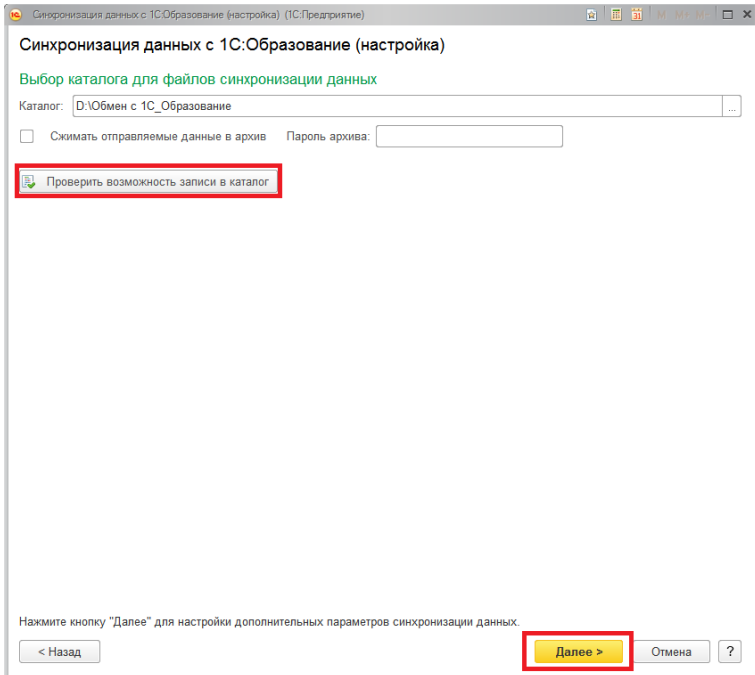 Синхронизация данных с 1С:Образование (настройка) (1С:Предприятие)
Синхронизация данных с 1С:Образование (настройка)
Выбор каталога для файлов синхронизации данных
Каталог: D:\Обмен с 1С_Образование ...
Сжимать отправляемые данные в архив Пароль архива:
Проверить возможность записи в каталог
Нажмите кнопку "Далее" для настройки дополнительных параметров синхронизации данных.
< Назад Далее > Отмена ?